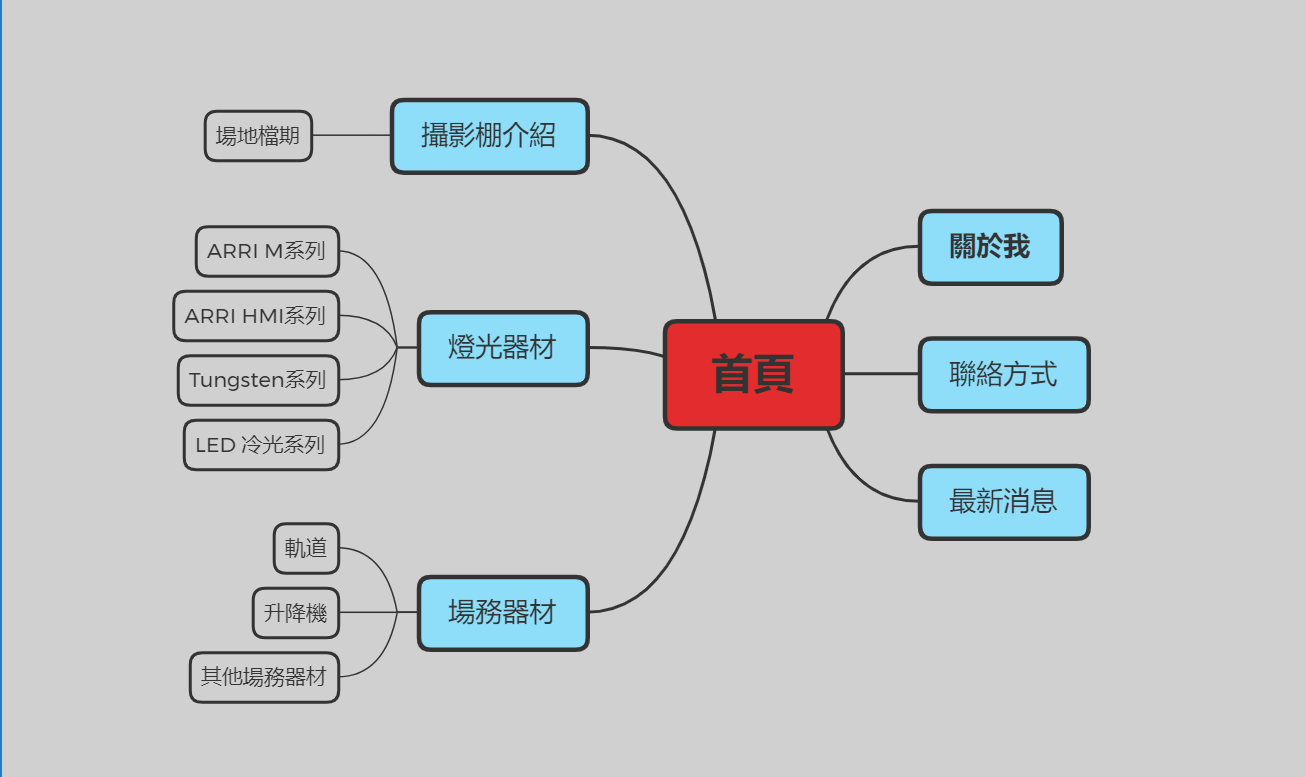 場地檔期
攝影棚介紹
ARRI M系列
ARRI HMI系列
Tungsten系列
LED 冷光系列
燈光器材
軌道
升降機
其他場務器材
場務器材
首頁
關於我
聯絡方式
最新消息